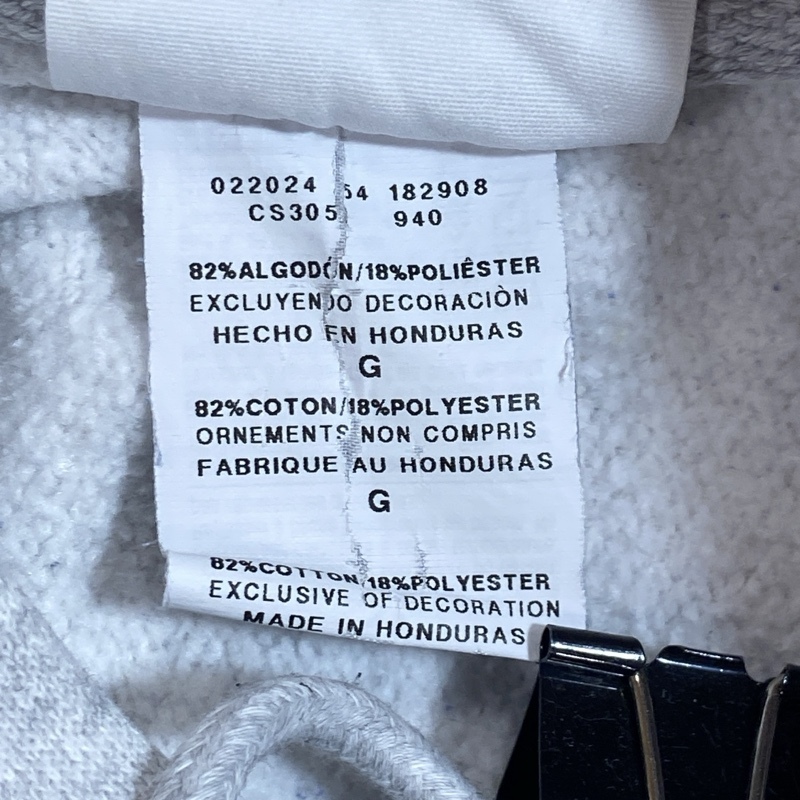 022024 54 182908
CS305 940
82%ALGODÓN/18%POLIÊSTER
EXCLUYENDO DECORACIÒN
HECHO EN HONDURAS
G
82%COTON/18%POLYESTER
ORNEMENTS NON COMPRIS
FABRIQUE AU HONDURAS
G
82%COTTON/18%POLYESTER
EXCLUSIVE OF DECORATION
MADE IN HONDURAS